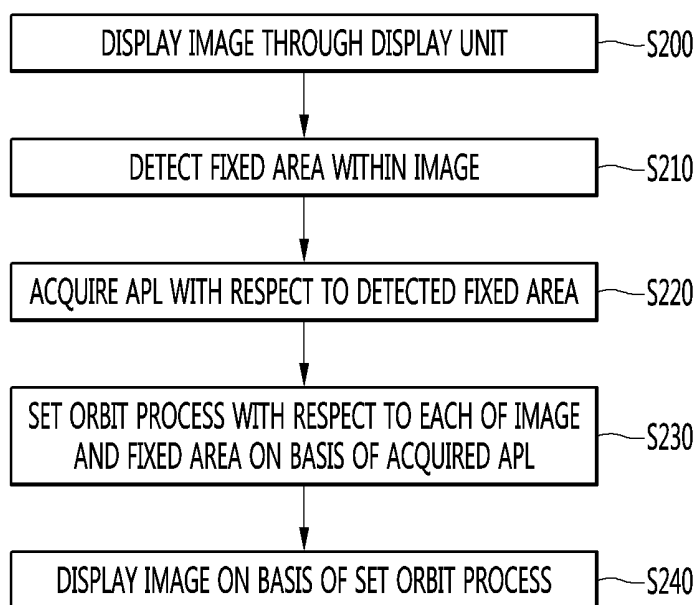 DISPLAY IMAGE THROUGH DISPLAY UNIT
S200
DETECT FIXED AREA WITHIN IMAGE
S210
ACQUIRE APL WITH RESPECT TO DETECTED FIXED AREA
S220
SET ORBIT PROCESS WITH RESPECT TO EACH OF IMAGE
AND FIXED AREA ON BASIS OF ACQUIRED APL
S230
DISPLAY IMAGE ON BASIS OF SET ORBIT PROCESS
S240